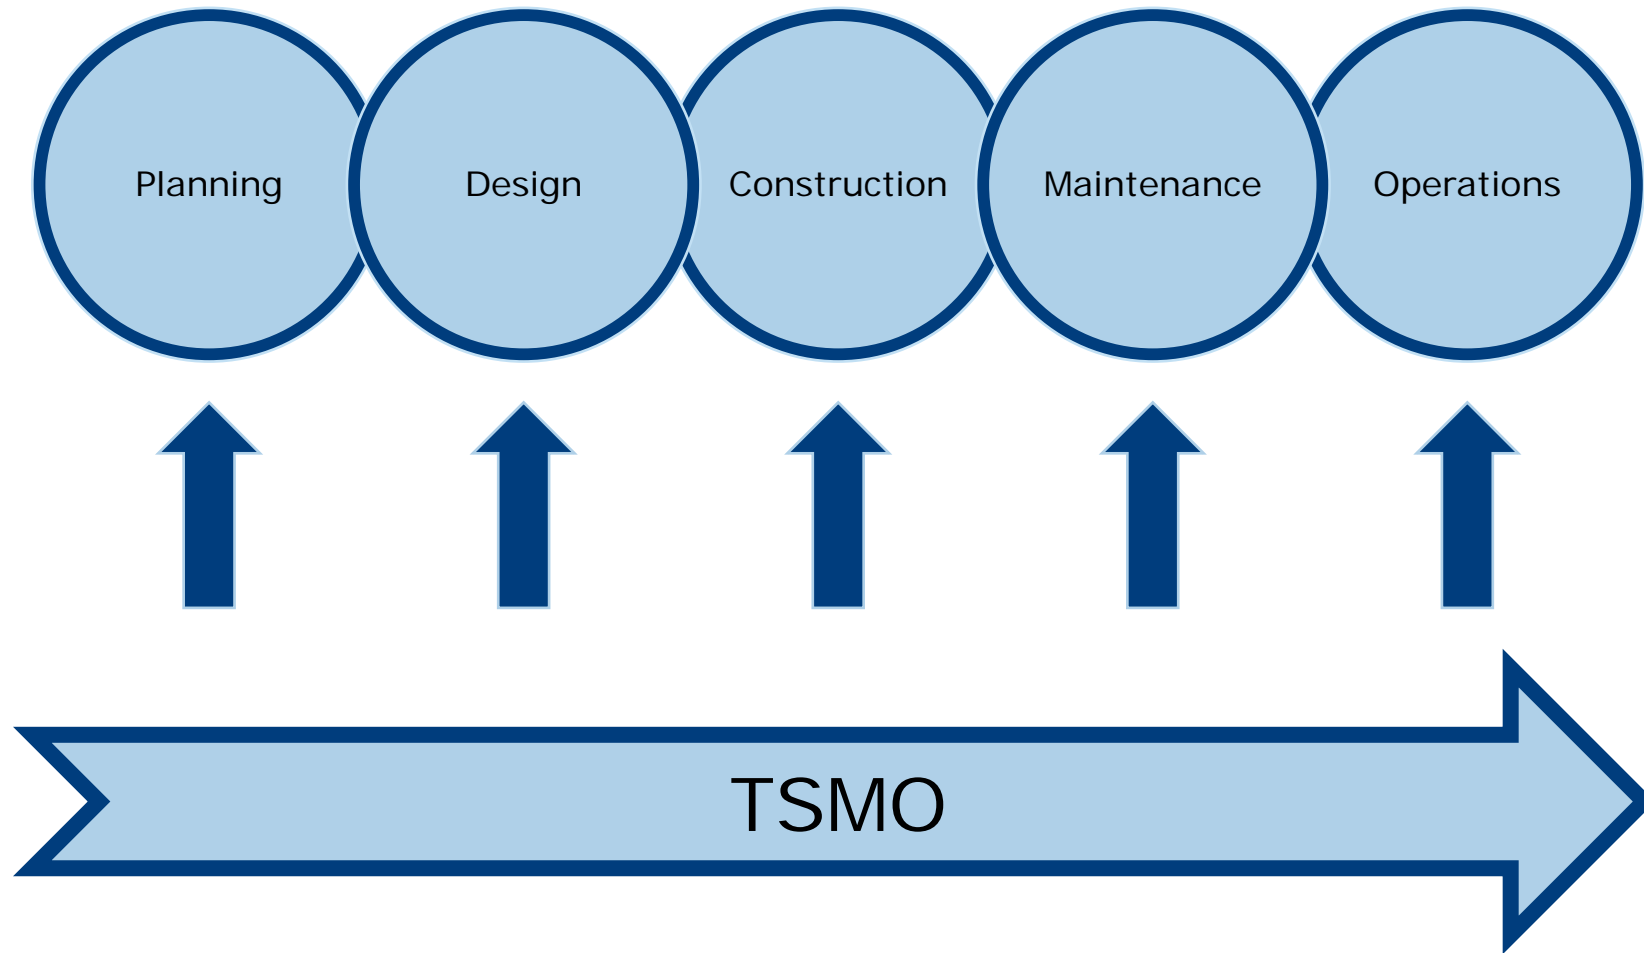 Planning
Design
Construction
Maintenance
Operations
TSMO